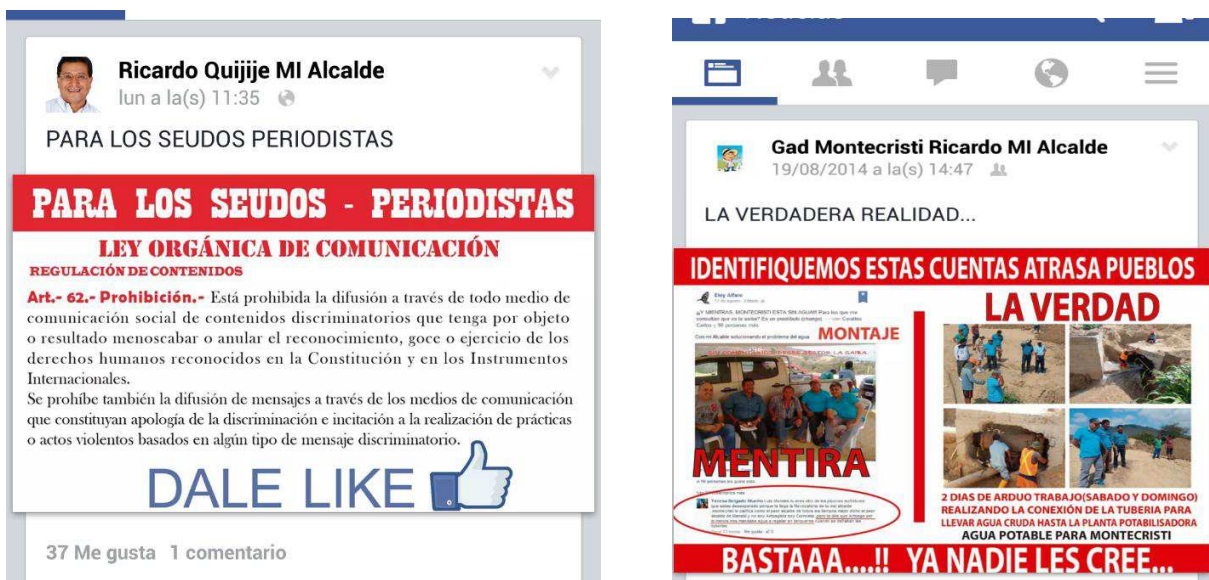 Ricardo Quijije MI Alcalde
lun a la(s) 11:35
PARA LOS SEUDOS PERIODISTAS
PARA LOS SEUDOS - PERIODISTAS
LEY ORGÁNICA DE COMUNICACIÓN
REGULACIÓN DE CONTENIDOS
Art.- 62.- Prohibición.- Está prohibida la difusión a través de todo medio de
comunicación social de contenidos discriminatorios que tenga por objeto
o resultado menoscabar o anular el reconocimiento, goce o ejercicio de los
derechos humanos reconocidos en la Constitución y en los Instrumentos
Internacionales.
Se prohíbe también la difusión de mensajes a través de los medios de comunicación
que constituyan apología de la discriminación e incitación a la realización de prácticas
o actos violentos basados en algún tipo de mensaje discriminatorio.
DALE LIKE
37 Me gusta 1 comentario
Gad Montecristi Ricardo MI Alcalde
19/08/2014 a la(s) 14:47
LA VERDADERA REALIDAD...
IDENTIFIQUEMOS ESTAS CUENTAS ATRASA PUEBLOS
Eloy Alfaro
MONTAJE
MENTIRA
LA VERDAD
2 DIAS DE ARDUO TRABAJO(SABADO Y DOMINGO)
REALIZANDO LA CONEXIÓN DE LA TUBERIA PARA
LLEVAR AGUA CRUDA HASTA LA PLANTA POTABILISADORA
AGUA POTABLE PARA MONTECRISTI
BASTAAA....!! YA NADIE LES CREE...